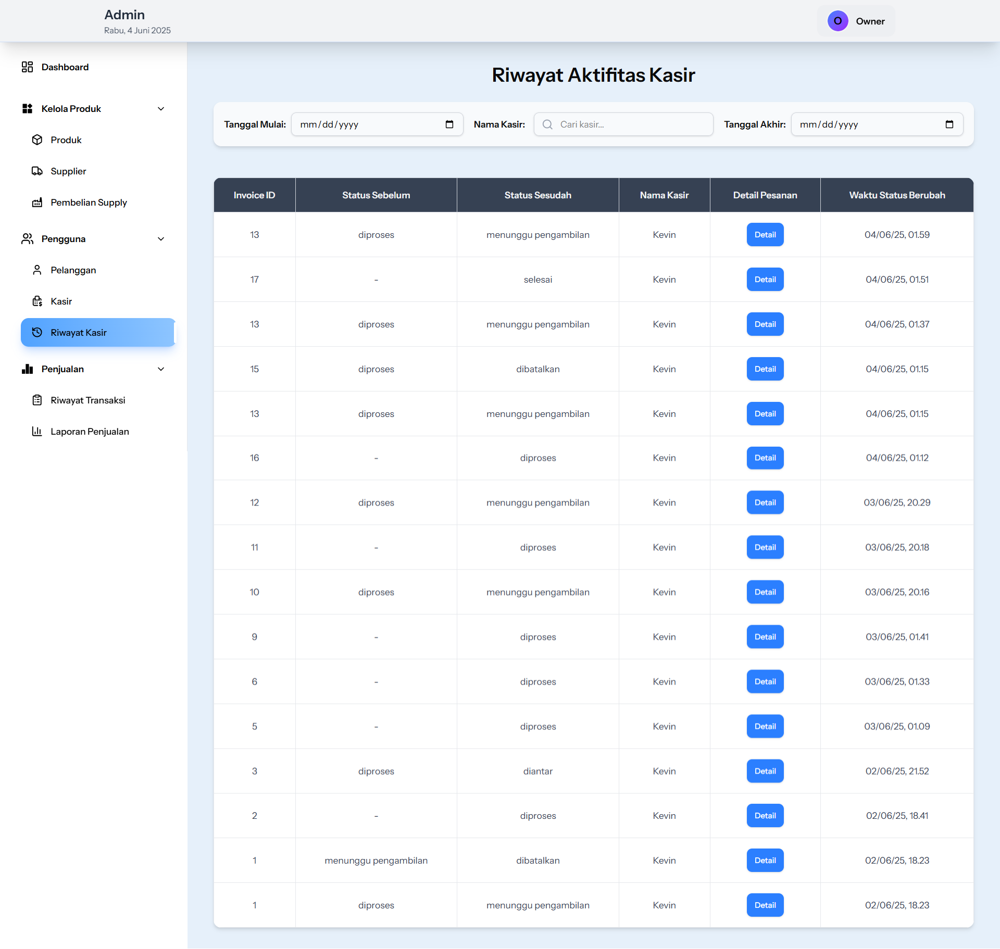 Admin
Rabu, 4 Juni 2025
O
Owner
Dashboard
Kelola Produk
Produk
Supplier
Pembelian Supply
Pengguna
Pelanggan
Kasir
Riwayat Kasir
Penjualan
Riwayat Transaksi
Laporan Penjualan
Riwayat Aktifitas Kasir
Tanggal Mulai: mm/dd/yyyy Nama Kasir: Cari kasir... Tanggal Akhir: mm/dd/yyyy
Invoice ID Status Sebelum Status Sesudah Nama Kasir Detail Pesanan Waktu Status Berubah
13 diproses menunggu pengambilan Kevin Detail 04/06/25, 01.59
17 - selesai Kevin Detail 04/06/25, 01.51
13 diproses menunggu pengambilan Kevin Detail 04/06/25, 01.37
15 diproses dibatalkan Kevin Detail 04/06/25, 01.15
13 diproses menunggu pengambilan Kevin Detail 04/06/25, 01.15
16 - diproses Kevin Detail 04/06/25, 01.12
12 diproses menunggu pengambilan Kevin Detail 03/06/25, 20.29
11 - diproses Kevin Detail 03/06/25, 20.18
10 diproses menunggu pengambilan Kevin Detail 03/06/25, 20.16
9 - diproses Kevin Detail 03/06/25, 01.41
6 - diproses Kevin Detail 03/06/25, 01.33
5 - diproses Kevin Detail 03/06/25, 01.09
3 diproses diantar Kevin Detail 02/06/25, 21.52
2 - diproses Kevin Detail 02/06/25, 18.41
1 menunggu pengambilan dibatalkan Kevin Detail 02/06/25, 18.23
1 diproses menunggu pengambilan Kevin Detail 02/06/25, 18.23